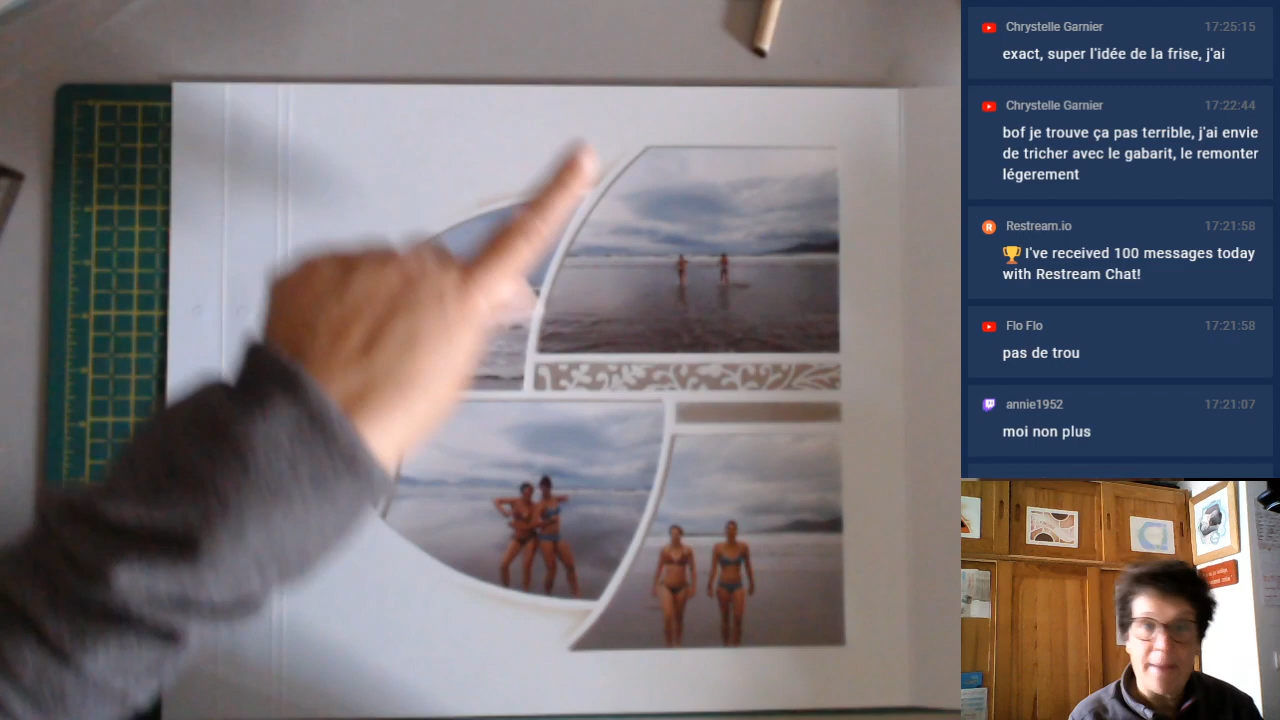 Chrystelle Garnier 17:25:15
exact, super l'idée de la frise, j'ai
Chrystelle Garnier 17:22:44
bof je trouve ça pas terrible, j'ai envie
de tricher avec le gabarit, le remonter
légerement
Restream.io 17:21:58
🏆 I've received 100 messages today
with Restream Chat!
Flo Flo 17:21:58
pas de trou
annie1952 17:21:07
moi non plus